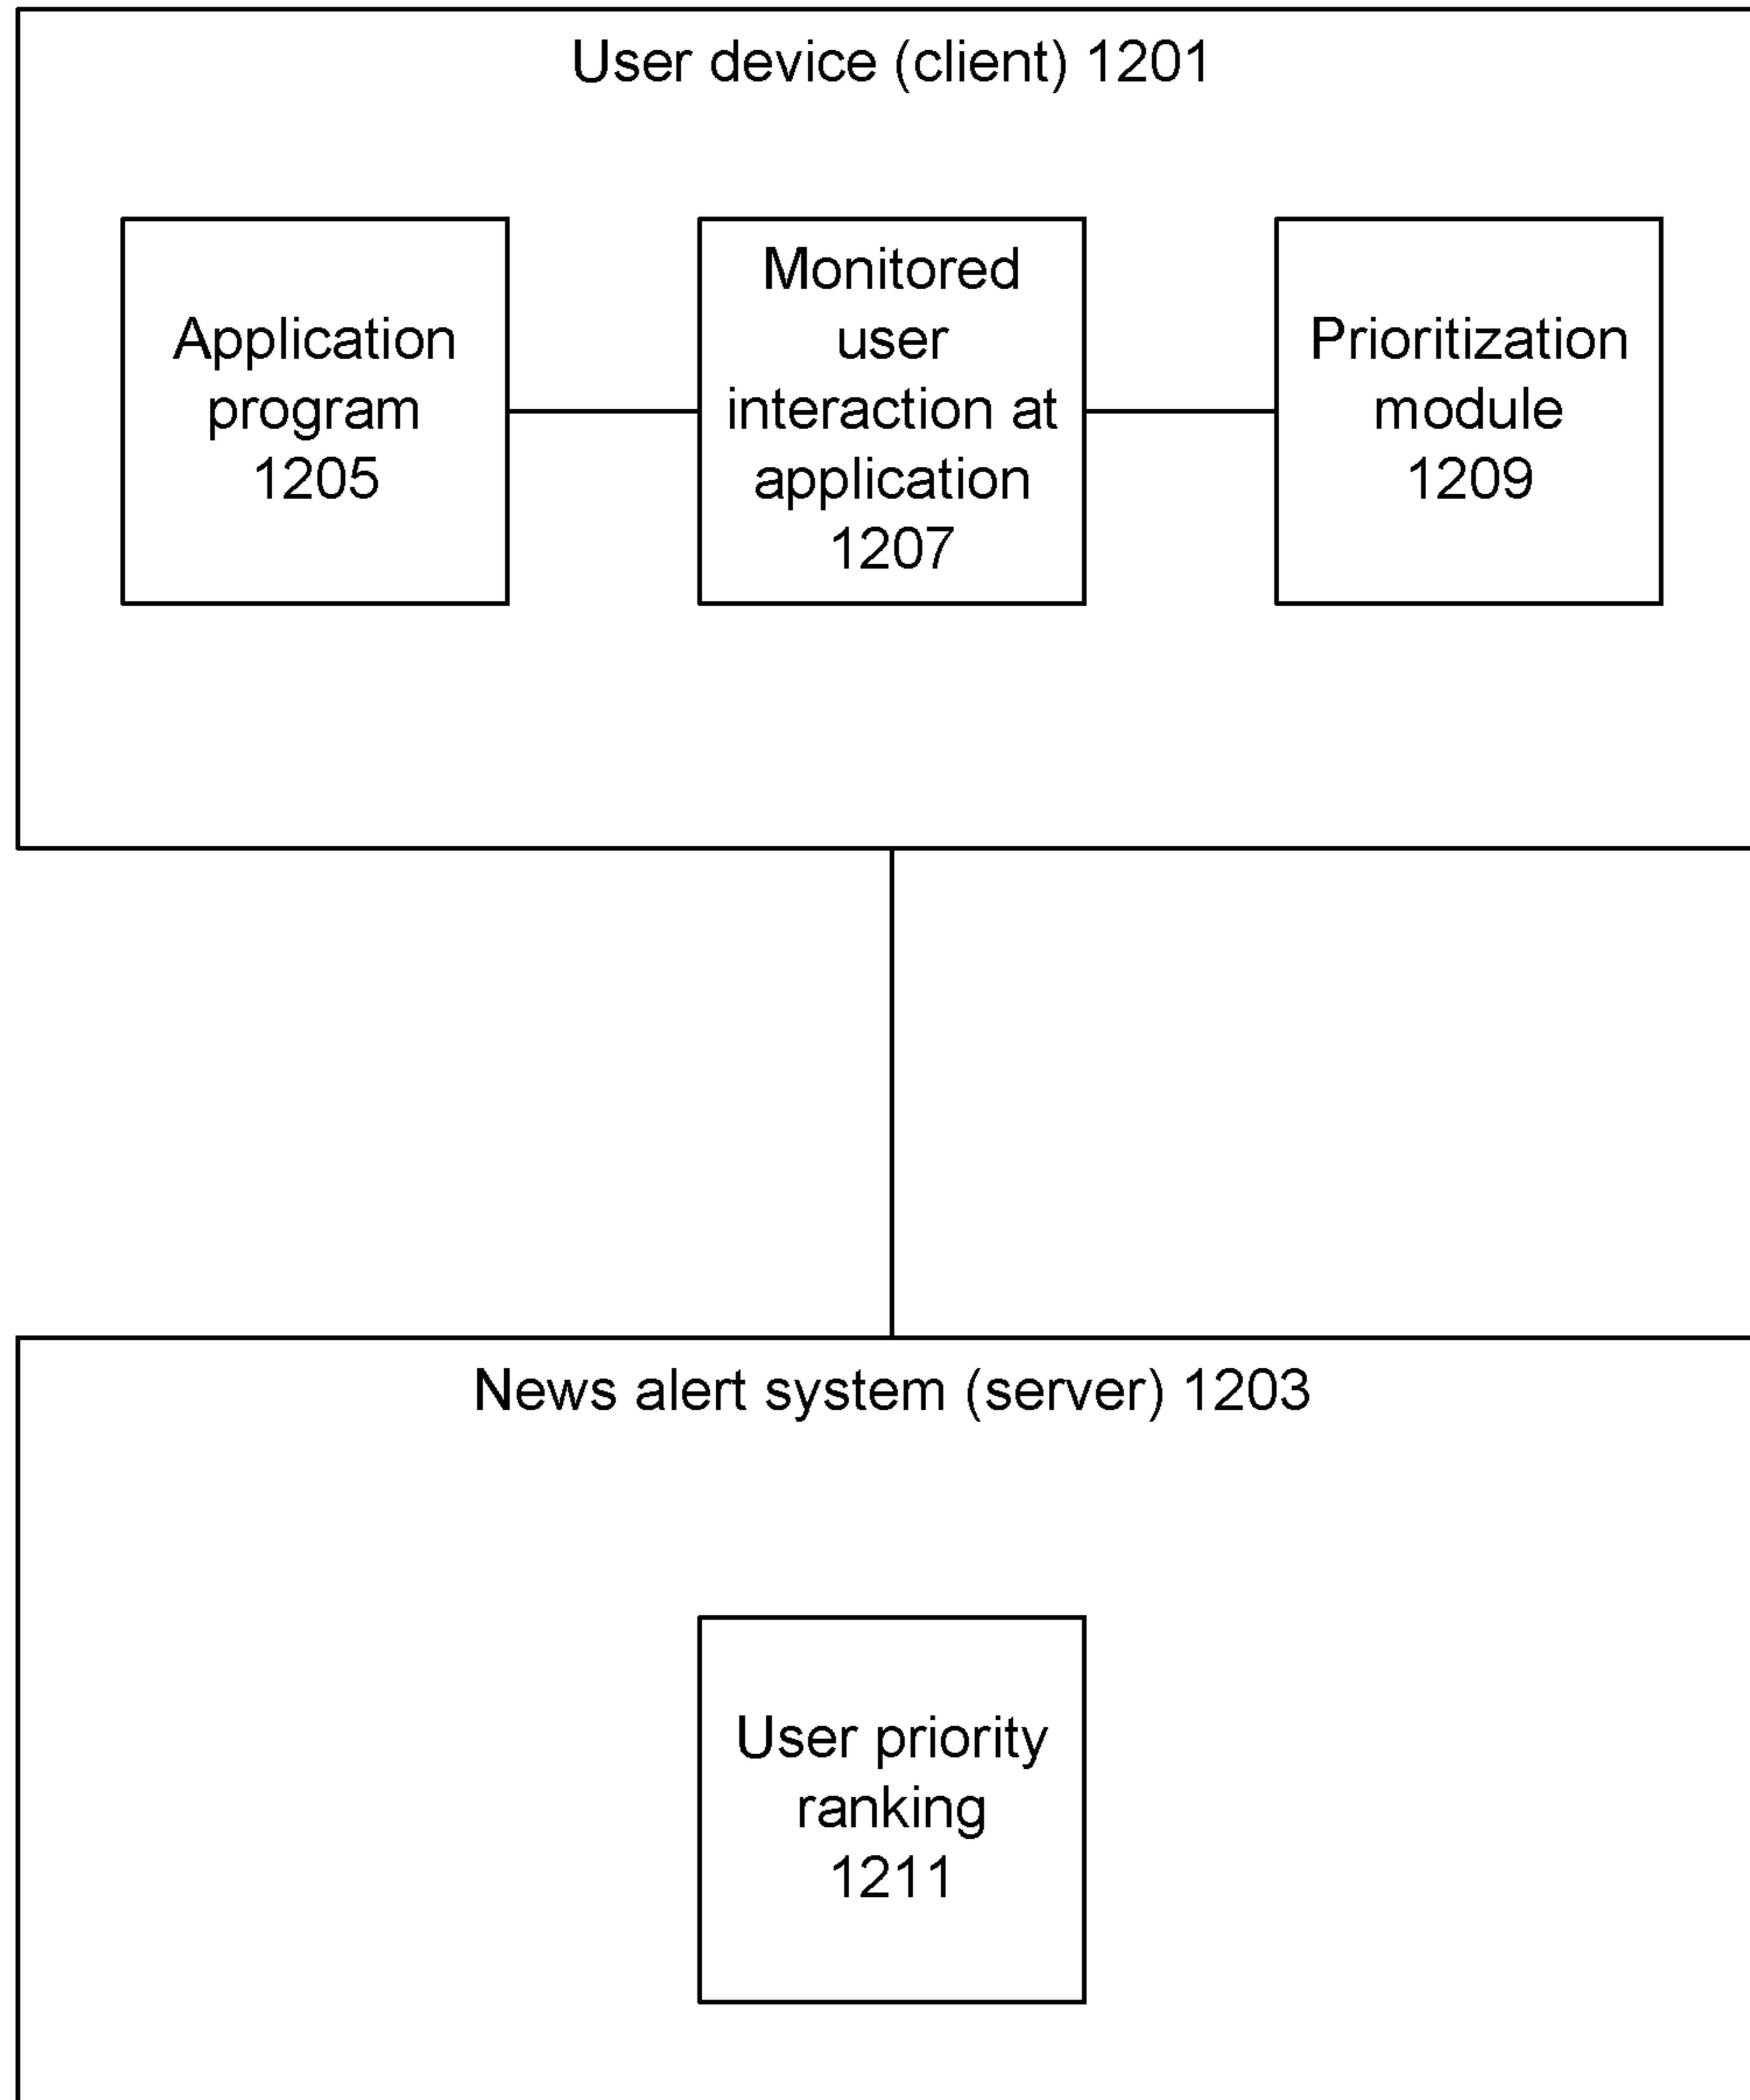 User device (client) 1201
Application
program
1205
Monitored
user
interaction at
application
1207
Prioritization
module
1209
News alert system (server) 1203
User priority
ranking
1211